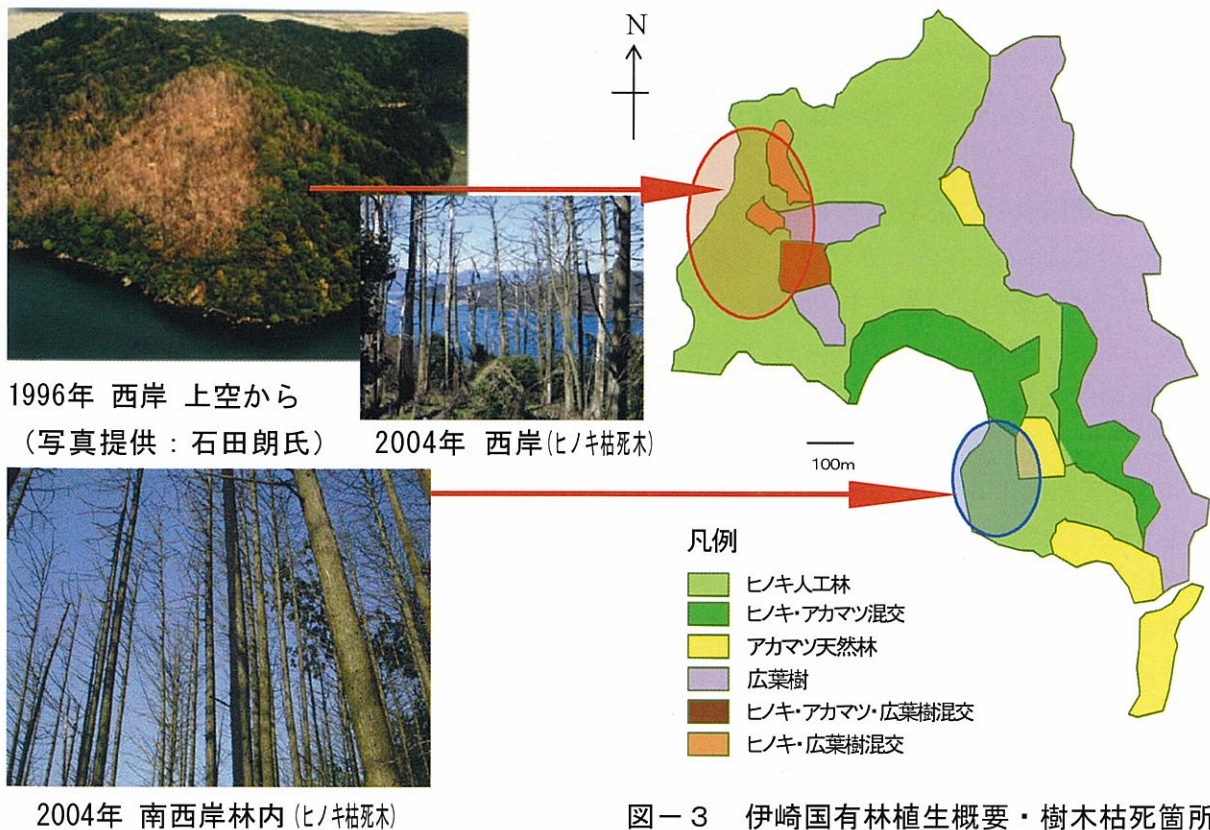 N
1996年 西岸 上空から
（写真提供：石田朗氏）
2004年 西岸(ヒノキ枯死木)
100m
凡例
ヒノキ人工林
ヒノキ・アカマツ混交
アカマツ天然林
広葉樹
ヒノキ・アカマツ・広葉樹混交
ヒノキ・広葉樹混交
2004年 南西岸林内(ヒノキ枯死木)
図－3 伊崎国有林植生概要・樹木枯死箇所